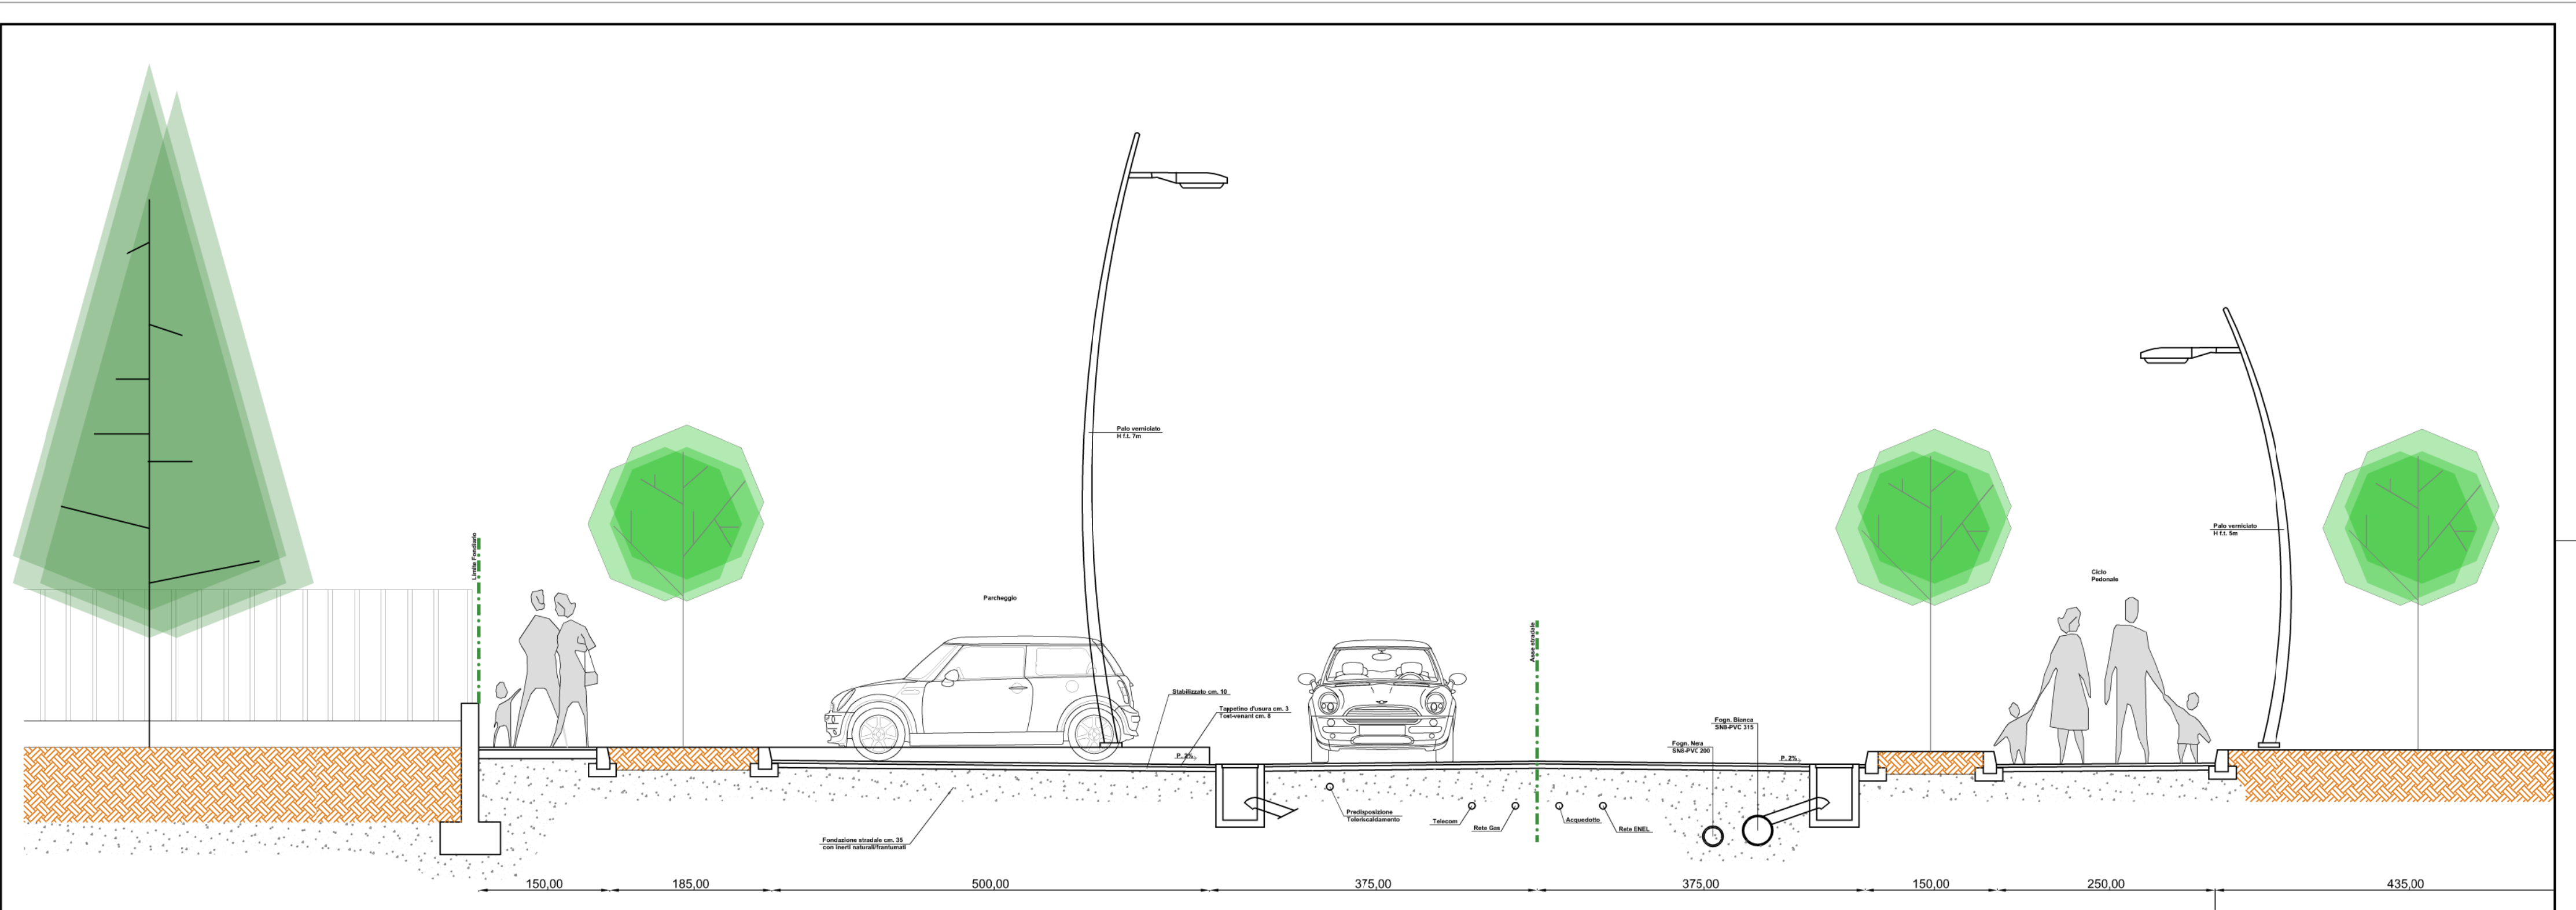 Palo verniciato
H f.t. 7m
Palo verniciato
H f.t. 5m
Limite Fondiario
Ciclo
Pedonale
Parcheggio
Asse stradale
Stabilizzato cm. 10
Tappetino d'usura cm. 3
Tout-venant cm. 8
Fogn. Bianca
SN8-PVC 315
Fogn. Nera
SN8-PVC 200
P. 2%
P. 2%
Predisposizione
Teleriscaldamento
Telecom
Rete Gas
Acquedotto
Rete ENEL
Fondazione stradale cm. 35
con inerti naturali/frantumati
150,00
185,00
500,00
375,00
375,00
150,00
250,00
435,00